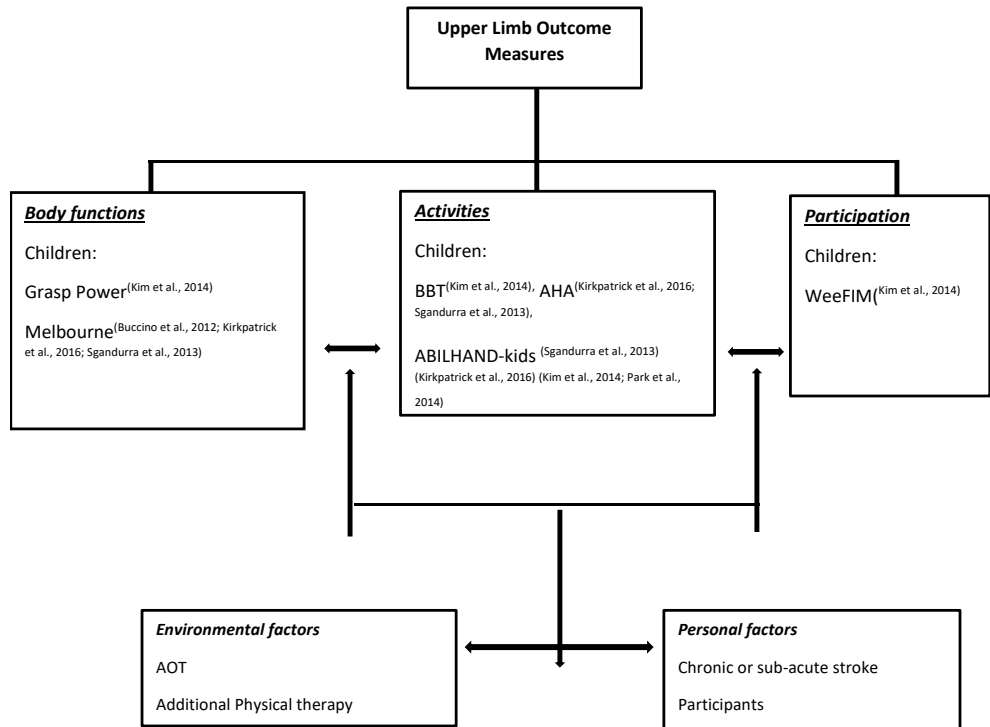 Upper Limb Outcome
Measures
Body functions
Children:
Grasp Power(Kim et al., 2014)
Melbourne(Buccino et al., 2012; Kirkpatrick
et al., 2016; Sgandurra et al., 2013)
Activities
Children:
BBT(Kim et al., 2014), AHA(Kirkpatrick et al., 2016;
Sgandurra et al., 2013),
ABILHAND-kids (Sgandurra et al., 2013)
(Kirkpatrick et al., 2016) (Kim et al., 2014; Park et al.,
2014)
Participation
Children:
WeeFIM(Kim et al., 2014)
Environmental factors
AOT
Additional Physical therapy
Personal factors
Chronic or sub-acute stroke
Participants